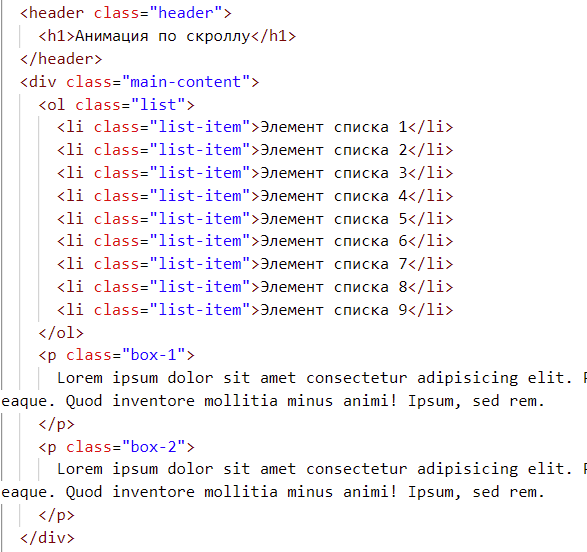 <header class="header">
<h1>Анимация по скроллу</h1>
</header>
<div class="main-content">
<ol class="list">
<li class="list-item">Элемент списка 1</li>
<li class="list-item">Элемент списка 2</li>
<li class="list-item">Элемент списка 3</li>
<li class="list-item">Элемент списка 4</li>
<li class="list-item">Элемент списка 5</li>
<li class="list-item">Элемент списка 6</li>
<li class="list-item">Элемент списка 7</li>
<li class="list-item">Элемент списка 8</li>
<li class="list-item">Элемент списка 9</li>
</ol>
<p class="box-1">
Lorem ipsum dolor sit amet consectetur adipisicing elit.
eaque. Quod inventore mollitia minus animi! Ipsum, sed rem.
</p>
<p class="box-2">
Lorem ipsum dolor sit amet consectetur adipisicing elit.
eaque. Quod inventore mollitia minus animi! Ipsum, sed rem.
</p>
</div>